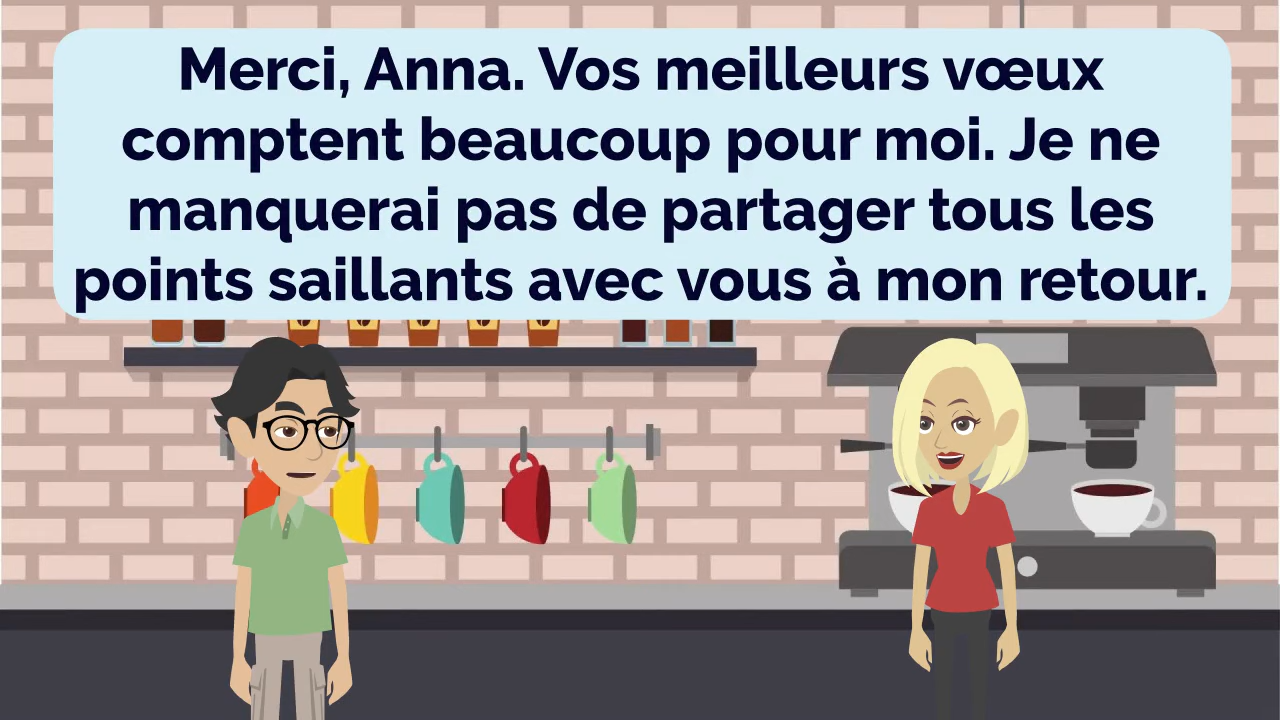 Merci, Anna. Vos meilleurs vœux
comptent beaucoup pour moi. Je ne
manquerai pas de partager tous les
points saillants avec vous à mon retour.